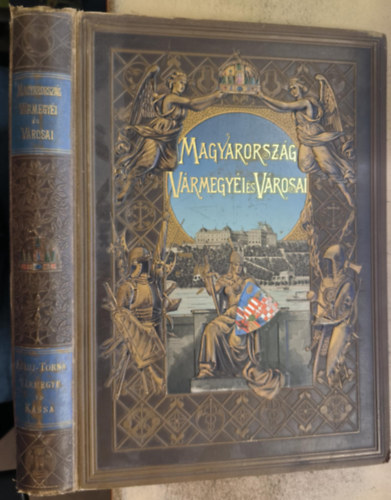 MAGYARORSZÁG
VÁRMEGYÉI
ÉS
VÁROSAI
ABAUJ-TORNA
VÁRMEGYE
ÉS
KASSA
MAGYARORSZÁG
VÁRMEGYÉI ÉS VÁROSAI